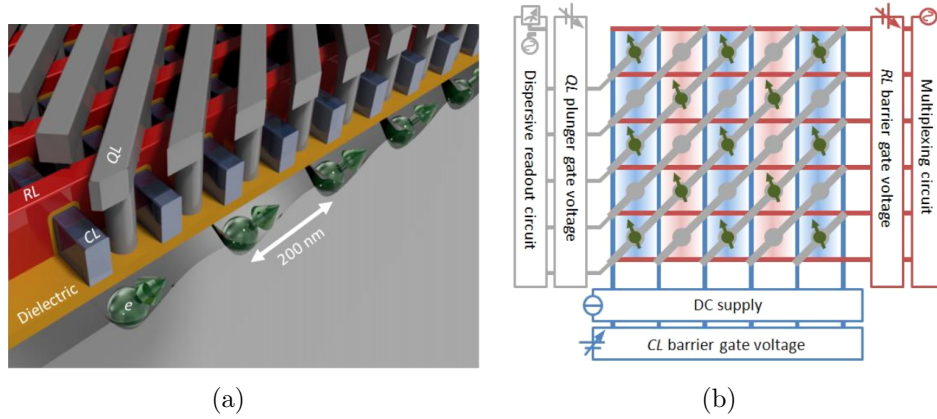 RL
QL
CL
Dielectric
e
200 nm
(a)
Dispersive readout circuit
QL plunger gate voltage
RL barrier gate voltage
Multiplexing circuit
DC supply
CL barrier gate voltage
(b)